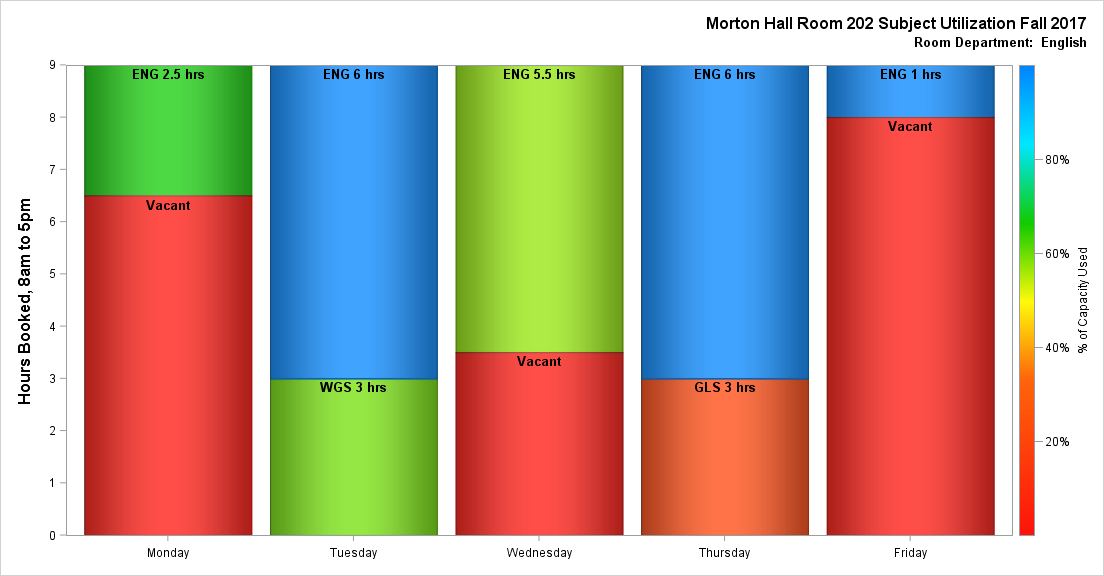 Morton Hall Room 202 Subject Utilization Fall 2017
Room Department:  English
Hours Booked, 8am to 5pm
9
8
7
6
5
4
3
2
1
0
ENG 2.5 hrs
Vacant
ENG 6 hrs
WGS 3 hrs
ENG 5.5 hrs
Vacant
ENG 6 hrs
GLS 3 hrs
ENG 1 hrs
Vacant
Monday
Tuesday
Wednesday
Thursday
Friday
80%
60%
40%
20%
% of Capacity Used